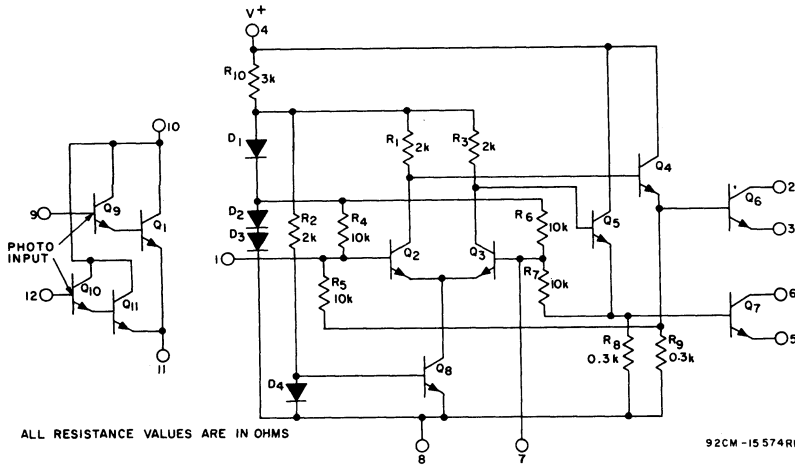 V+
4
R10
3k
10
D1
R1
2k
R3
2k
Q4
2
9
Q9
Q1
D2
D3
R2
2k
R4
10k
R6
10k
Q5
Q6
3
PHOTO
INPUT
1
Q2
Q3
R5
10k
R7
10k
12
Q10
Q11
6
Q7
5
D4
Q8
R8
0.3k
R9
0.3k
11
ALL RESISTANCE VALUES ARE IN OHMS
8
7
92CM-15574RI